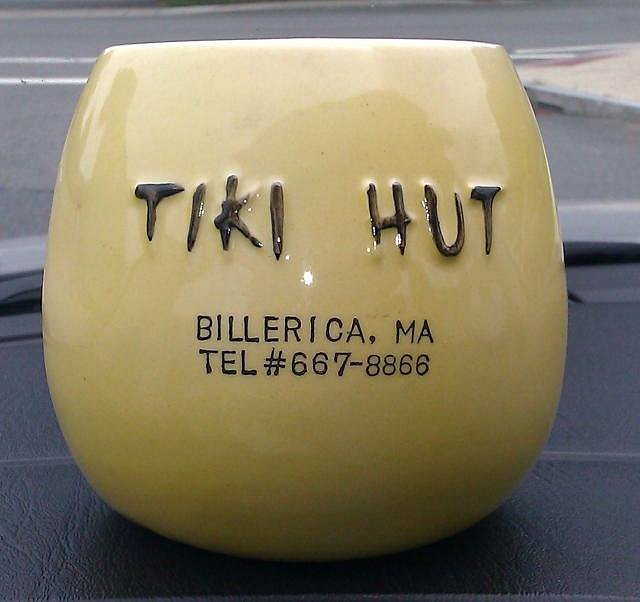 TIKI HUT
BILLERICA, MA
TEL#667-8866